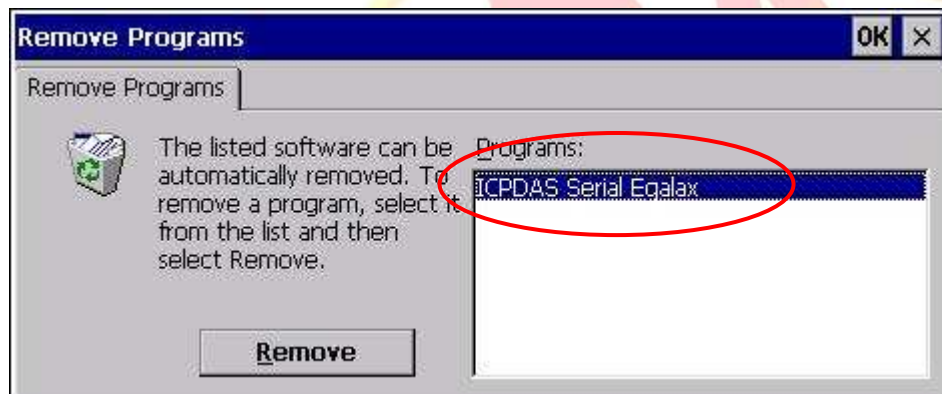 Remove Programs OK ×
Remove Programs
The listed software can be
automatically removed. To
remove a program, select it
from the list and then
select Remove.
Remove
Programs:
ICPDAS Serial Egalax